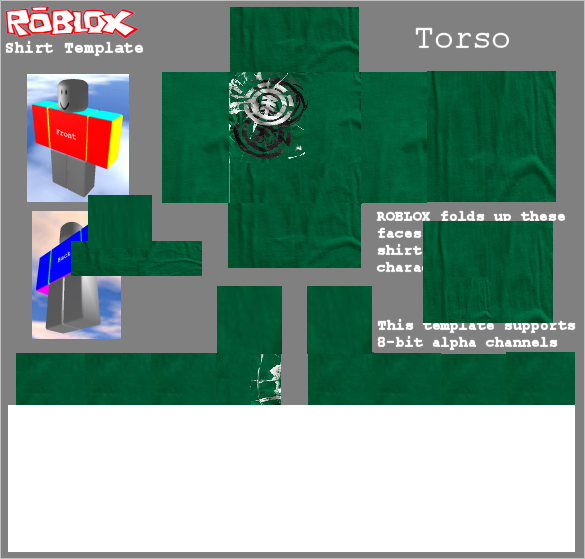 ROBLOX
Shirt Template
Torso
Front
Back
ROBLOX folds up these
faces
shirt
chara
This template supports
8-bit alpha channels